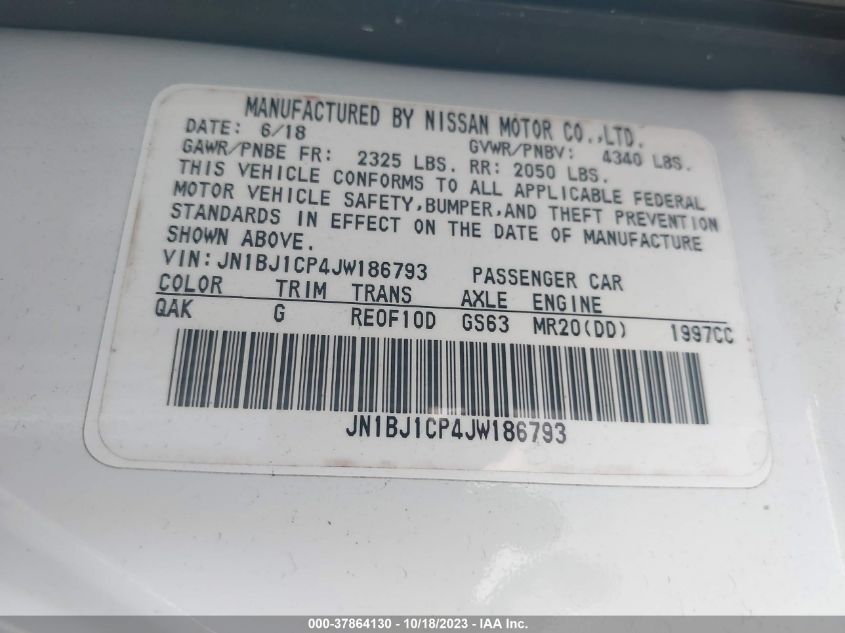 MANUFACTURED BY NISSAN MOTOR CO.,LTD.
DATE: 6/18 GVWR/PNBV: 4340 LBS.
GAWR/PNBE FR: 2325 LBS. RR: 2050 LBS.
THIS VEHICLE CONFORMS TO ALL APPLICABLE FEDERAL
MOTOR VEHICLE SAFETY,BUMPER,AND THEFT PREVENTION
STANDARDS IN EFFECT ON THE DATE OF MANUFACTURE
SHOWN ABOVE.
VIN:JN1BJ1CP4JW186793 PASSENGER CAR
COLOR TRIM TRANS AXLE ENGINE
QAK G RE0F10D GS63 MR20(DD) 1997CC
JN1BJ1CP4JW186793
000-37864130 - 10/18/2023 - IAA Inc.